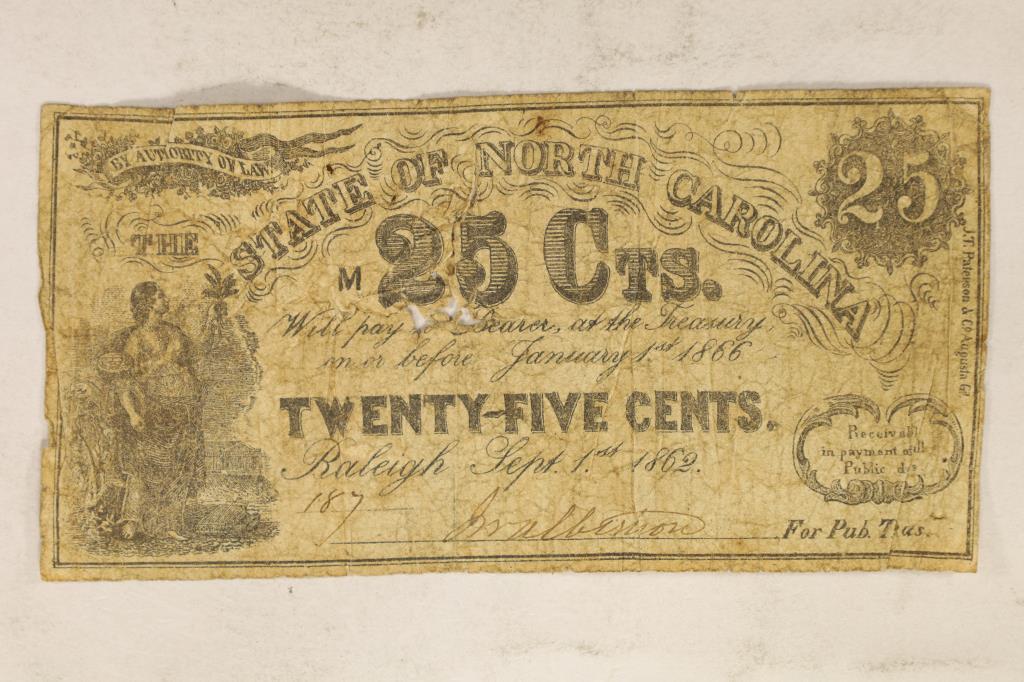 BY AUTHORITY OF LAW.
THE STATE OF NORTH CAROLINA
25
M 25 CTS.
Will pay Bearer, at the Treasury,
on or before January 1st 1866
TWENTY-FIVE CENTS.
Raleigh Sept. 1st 1862.
Receivable
in payment of all
Public
187
For Pub. Treas.
J.T. Paterson & Co Augusta Ga